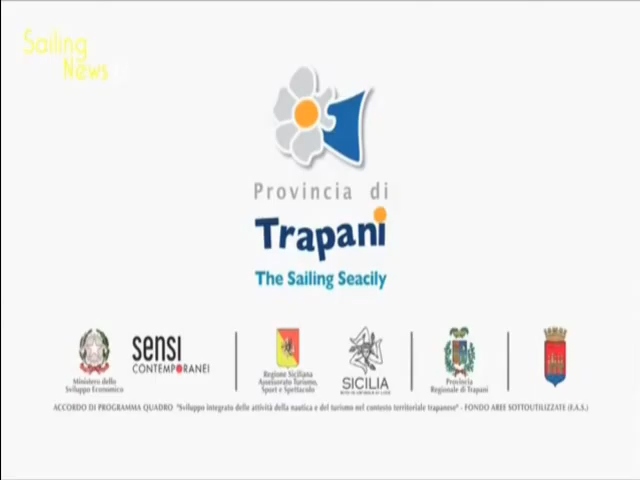 Sailing
News
Provincia di
Trapani
The Sailing Seacily
Ministero dello
Sviluppo Economico
sensi
CONTEMPORANEI
Regione Siciliana
Assessorato Turismo,
Sport e Spettacolo
SICILIA
Provincia
Regionale di Trapani
ACCORDO DI PROGRAMMA QUADRO "Sviluppo integrato delle attività della nautica e del turismo nel contesto territoriale trapanese" - FONDO AREE SOTTOUTILIZZATE (F.A.S.)